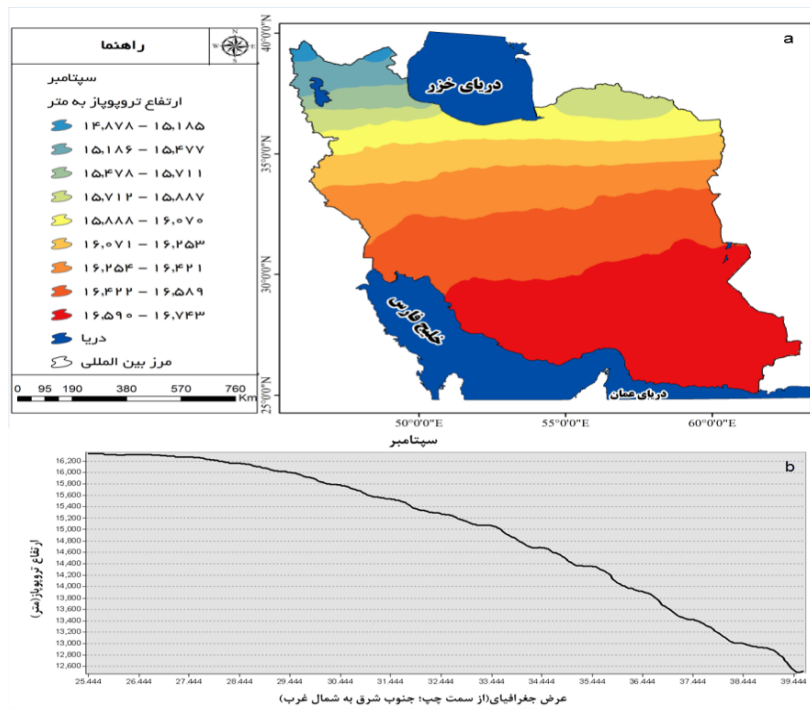 راهنما
سپتامبر
ارتفاع تروپوپاز به متر
۱۴,۸۷۸ – ۱۵,۱۸۵
۱۵,۱۸۶ – ۱۵,۴۷۷
۱۵,۴۷۸ – ۱۵,۷۱۱
۱۵,۷۱۲ – ۱۵,۸۸۷
۱۵,۸۸۸ – ۱۶,۰۷۰
۱۶,۰۷۱ – ۱۶,۲۵۳
۱۶,۲۵۴ – ۱۶,۴۲۱
۱۶,۴۲۲ – ۱۶,۵۸۹
۱۶,۵۹۰ – ۱۶,۷۴۳
دریا
مرز بین المللی
0 95 190 380 570 760
Km
a
40°0'0"N
35°0'0"N
30°0'0"N
25°0'0"N
دریای خزر
خلیج فارس
دریای عمان
50°0'0"E 55°0'0"E 60°0'0"E
سپتامبر
b
ارتفاع تروپوپاز(متر)
16,200
16,000
15,800
15,600
15,400
15,200
15,000
14,800
14,600
14,400
14,200
14,000
13,800
13,600
13,400
13,200
13,000
12,800
12,600
25.444 26.444 27.444 28.444 29.444 30.444 31.444 32.444 33.444 34.444 35.444 36.444 37.444 38.444 39.444
عرض جغرافیای(از سمت چپ؛ جنوب شرق به شمال غرب)